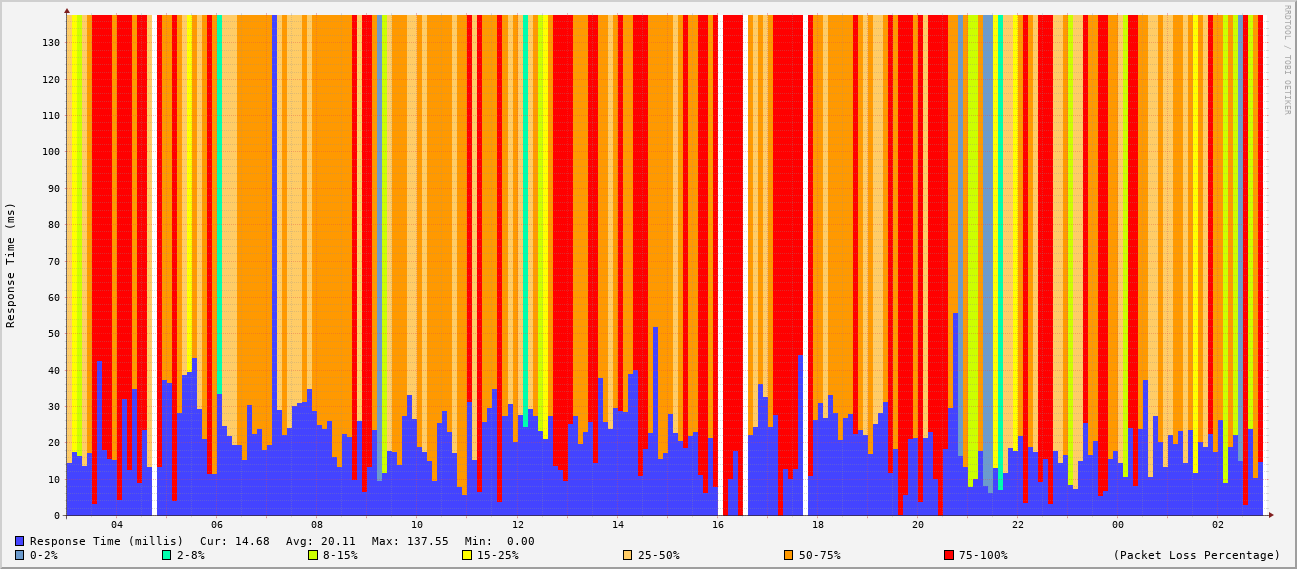 RRDTOOL / TOBI OETIKER
Response Time (ms)
130
120
110
100
90
80
70
60
50
40
30
20
10
0
04 06 08 10 12 14 16 18 20 22 00 02
Response Time (millis) Cur: 14.68 Avg: 20.11 Max: 137.55 Min: 0.00
0-2% 2-8% 8-15% 15-25% 25-50% 50-75% 75-100% (Packet Loss Percentage)